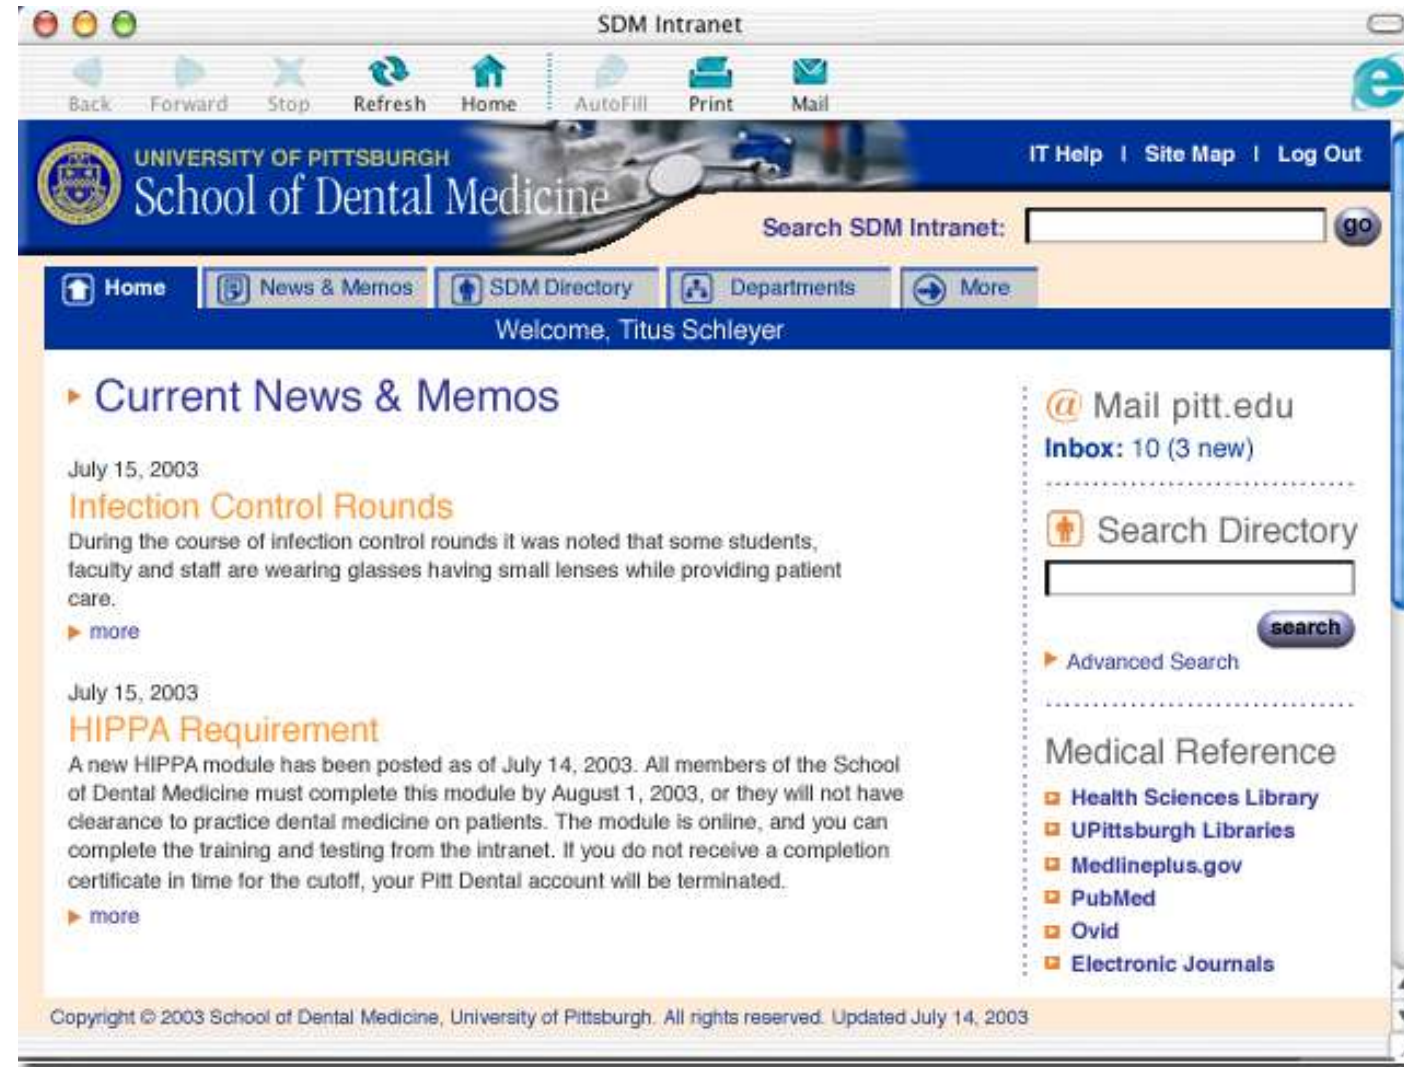 SDM Intranet
Back Forward Stop Refresh Home AutoFill Print Mail
UNIVERSITY OF PITTSBURGH
School of Dental Medicine
IT Help | Site Map | Log Out
Search SDM Intranet: go
Home News & Memos SDM Directory Departments More
Welcome, Titus Schleyer
Current News & Memos
July 15, 2003
Infection Control Rounds
During the course of infection control rounds it was noted that some students,
faculty and staff are wearing glasses having small lenses while providing patient
care.
more
July 15, 2003
HIPPA Requirement
A new HIPPA module has been posted as of July 14, 2003. All members of the School
of Dental Medicine must complete this module by August 1, 2003, or they will not have
clearance to practice dental medicine on patients. The module is online, and you can
complete the training and testing from the intranet. If you do not receive a completion
certificate in time for the cutoff, your Pitt Dental account will be terminated.
more
@ Mail pitt.edu
Inbox: 10 (3 new)
Search Directory
search
Advanced Search
Medical Reference
Health Sciences Library
UPittsburgh Libraries
Medlineplus.gov
PubMed
Ovid
Electronic Journals
Copyright © 2003 School of Dental Medicine, University of Pittsburgh. All rights reserved. Updated July 14, 2003